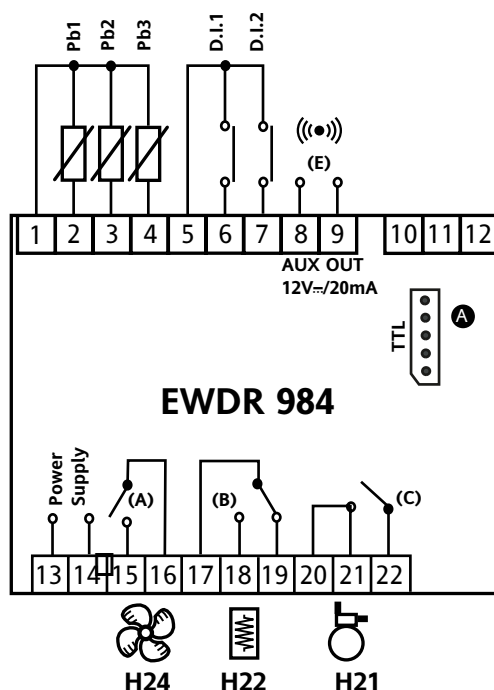 Pb1 Pb2 Pb3 D.I.1 D.I.2
(E)
1 2 3 4 5 6 7 8 9 10 11 12
AUX OUT
12V⎓/20mA
TTL
A
EWDR 984
Power
Supply
(A) (B) (C)
13 14 15 16 17 18 19 20 21 22
H24 H22 H21